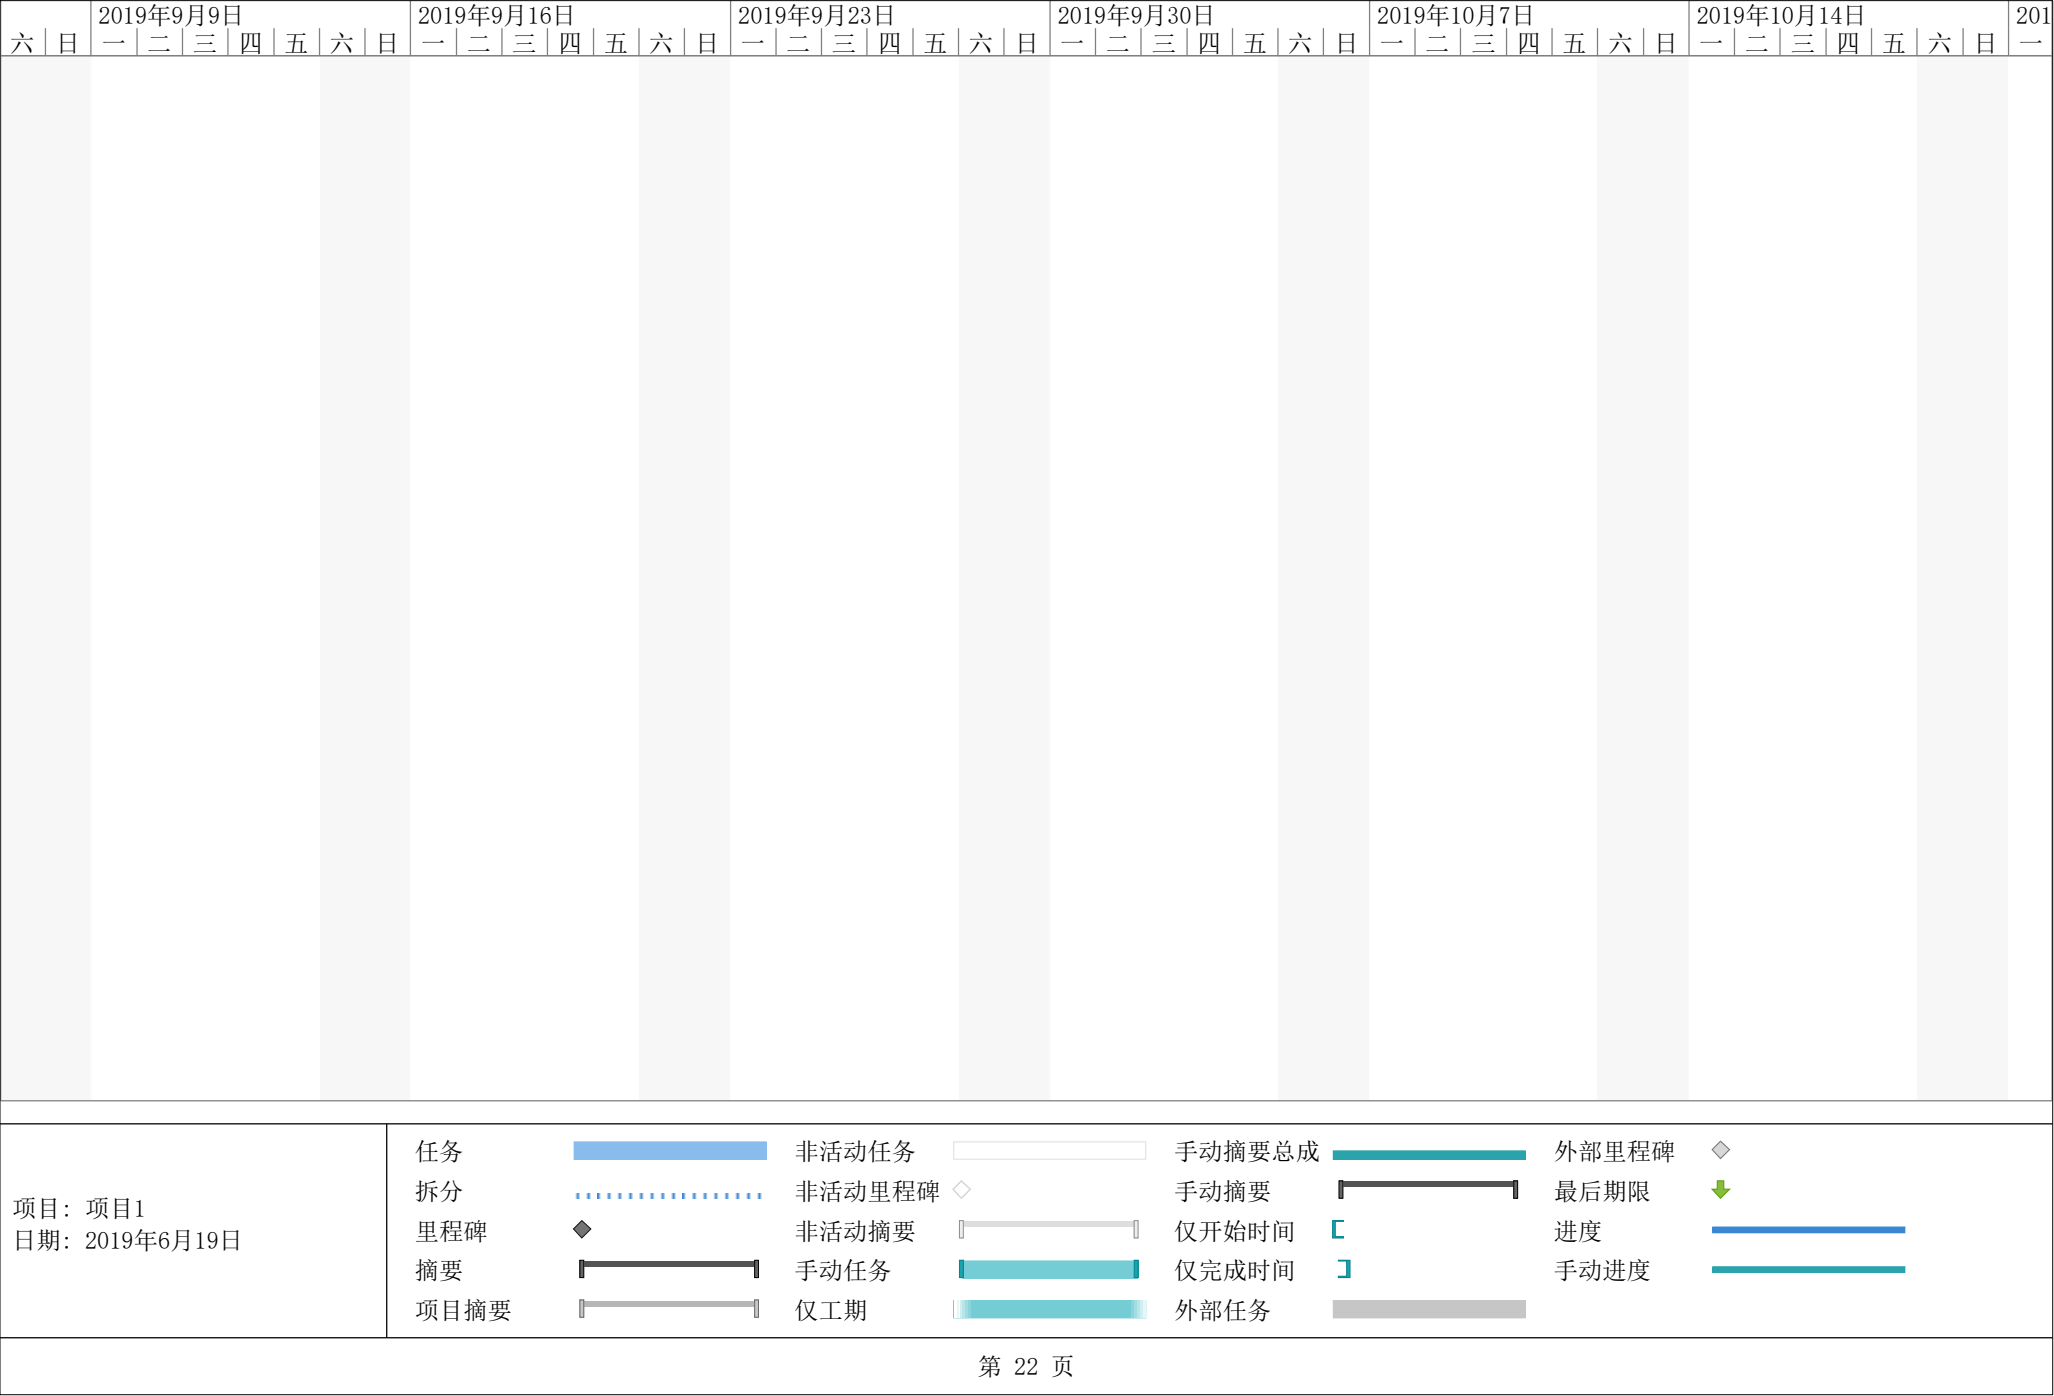 2019年9月9日 2019年9月16日 2019年9月23日 2019年9月30日 2019年10月7日 2019年10月14日 201
六 日 一 二 三 四 五 六 日 一 二 三 四 五 六 日 一 二 三 四 五 六 日 一 二 三 四 五 六 日 一 二 三 四 五 六 日 一 二 三 四 五 六 日 一
项目: 项目1
日期: 2019年6月19日
任务 非活动任务 手动摘要总成 外部里程碑
拆分 非活动里程碑 手动摘要 最后期限
里程碑 非活动摘要 仅开始时间 进度
摘要 手动任务 仅完成时间 手动进度
项目摘要 仅工期 外部任务
第 22 页